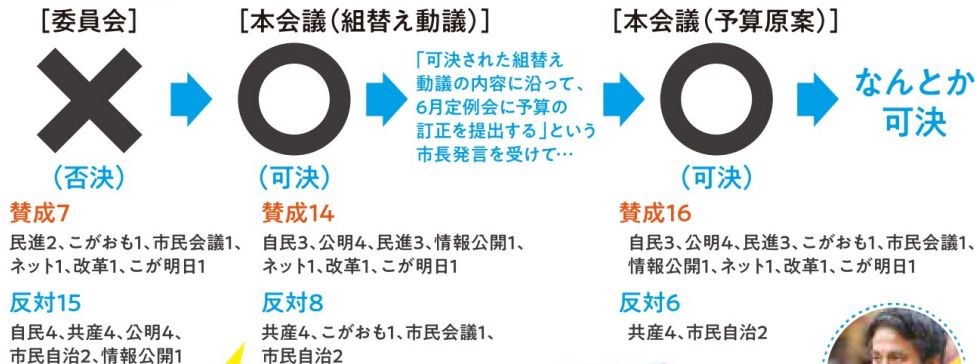 [委員会]
[本会議(組替え動議)]
[本会議(予算原案)]
「可決された組替え
動議の内容に沿って、
6月定例会に予算の
訂正を提出する」という
市長発言を受けて…
なんとか
可決
(否決)
(可決)
(可決)
賛成7
民進2、こがおも1、市民会議1、
ネット1、改革1、こが明日1
反対15
自民4、共産4、公明4、
市民自治2、情報公開1
賛成14
自民3、公明4、民進3、情報公開1、
ネット1、改革1、こが明日1
反対8
共産4、こがおも1、市民会議1、
市民自治2
賛成16
自民3、公明4、民進3、こがおも1、市民会議1、
情報公開1、ネット1、改革1、こが明日1
反対6
共産4、市民自治2